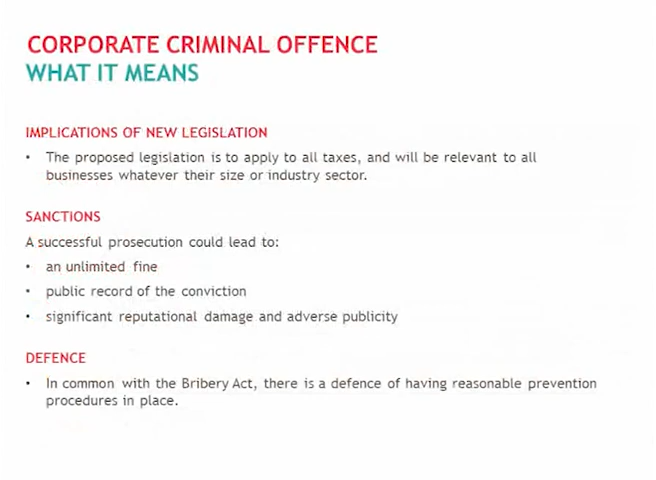 CORPORATE CRIMINAL OFFENCE
WHAT IT MEANS
IMPLICATIONS OF NEW LEGISLATION
• The proposed legislation is to apply to all taxes, and will be relevant to all
businesses whatever their size or industry sector.
SANCTIONS
A successful prosecution could lead to:
• an unlimited fine
• public record of the conviction
• significant reputational damage and adverse publicity
DEFENCE
• In common with the Bribery Act, there is a defence of having reasonable prevention
procedures in place.